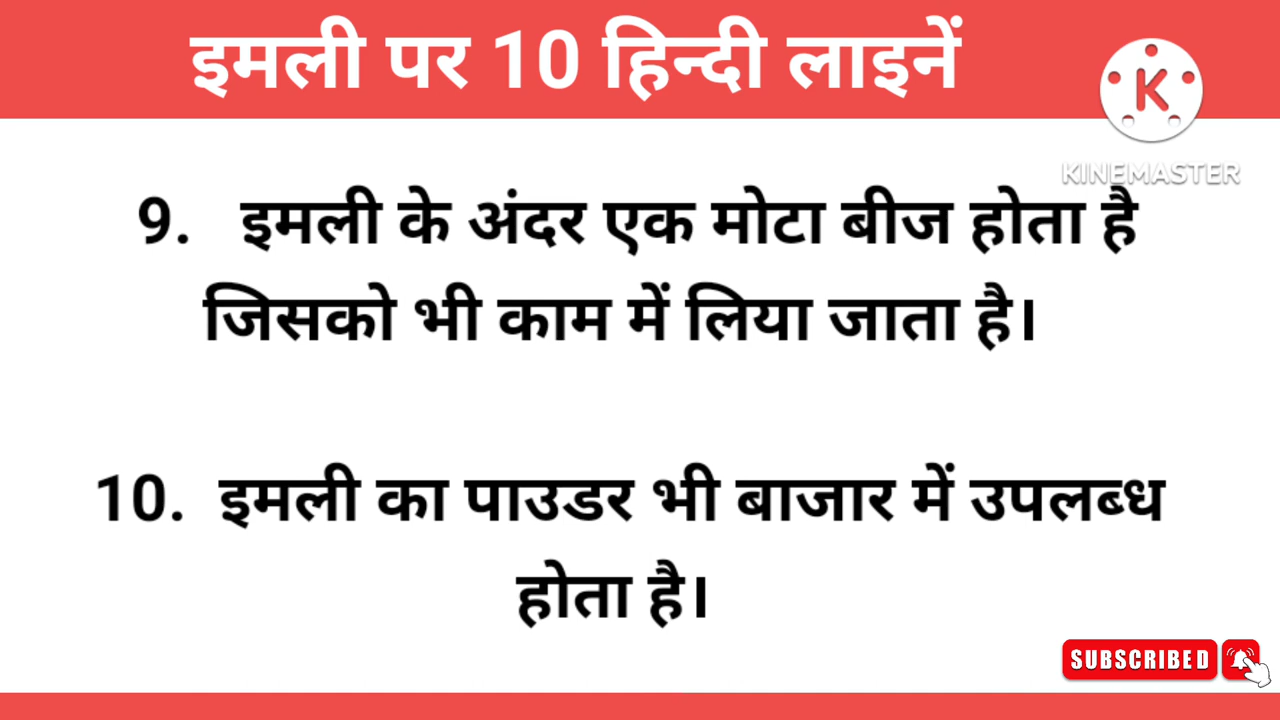 इमली पर 10 हिन्दी लाइनें
K
KINEMASTER
9. इमली के अंदर एक मोटा बीज होता है
जिसको भी काम में लिया जाता है।
10. इमली का पाउडर भी बाजार में उपलब्ध
होता है।
SUBSCRIBED